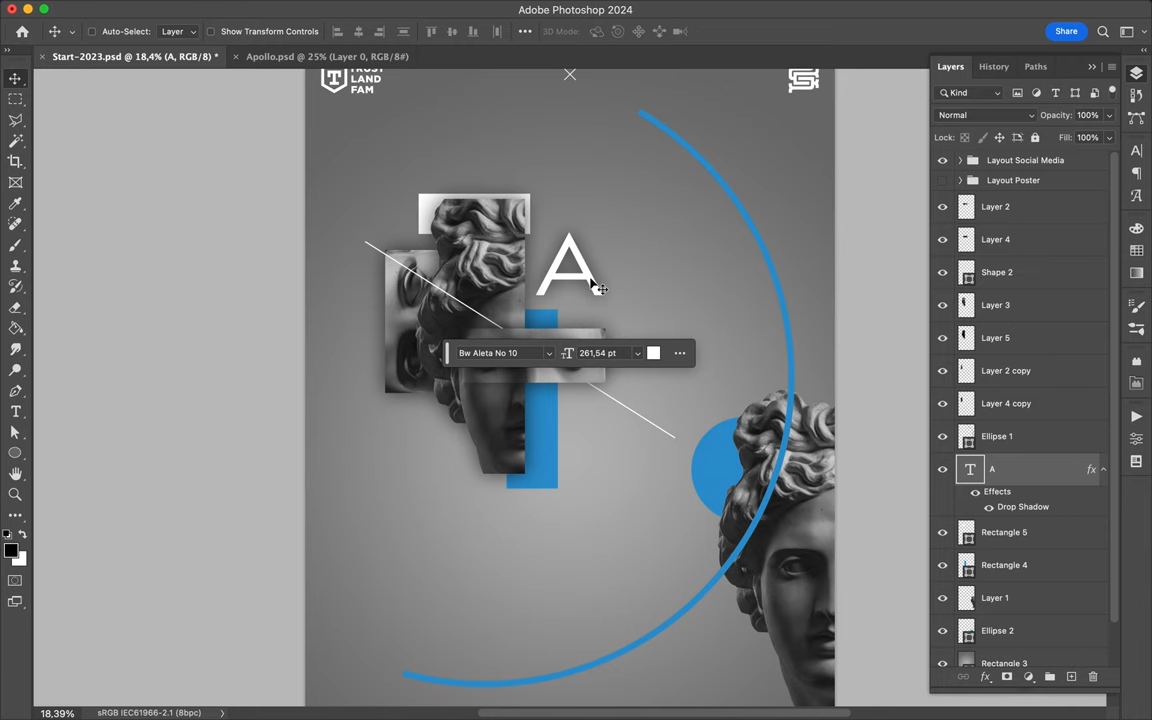 Adobe Photoshop 2024
Auto-Select: Layer Show Transform Controls 3D Mode: Share
Start-2023.psd @ 18,4% (A, RGB/8) * Apollo.psd @ 25% (Layer 0, RGB/8#)
Layers History Paths
TRUST
LAND
FAM
Kind
Normal Opacity: 100%
Lock: Fill: 100%
Layout Social Media
Layout Poster
Layer 2
Layer 4
Shape 2
Layer 3
Layer 5
Layer 2 copy
Layer 4 copy
Ellipse 1
A fx
Effects
Drop Shadow
Rectangle 5
Rectangle 4
Layer 1
Ellipse 2
Rectangle 3
A
Bw Aleta No 10 261,54 pt
18,39% sRGB IEC61966-2.1 (8bpc)